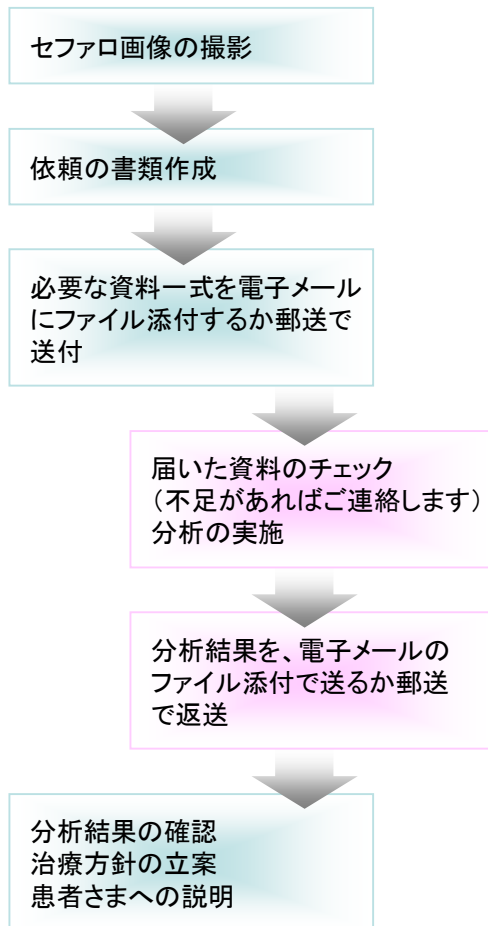 セファロ画像の撮影
依頼の書類作成
必要な資料一式を電子メール
にファイル添付するか郵送で
送付
届いた資料のチェック
（不足があればご連絡します）
分析の実施
分析結果を、電子メールの
ファイル添付で送るか郵送
で返送
分析結果の確認
治療方針の立案
患者さまへの説明